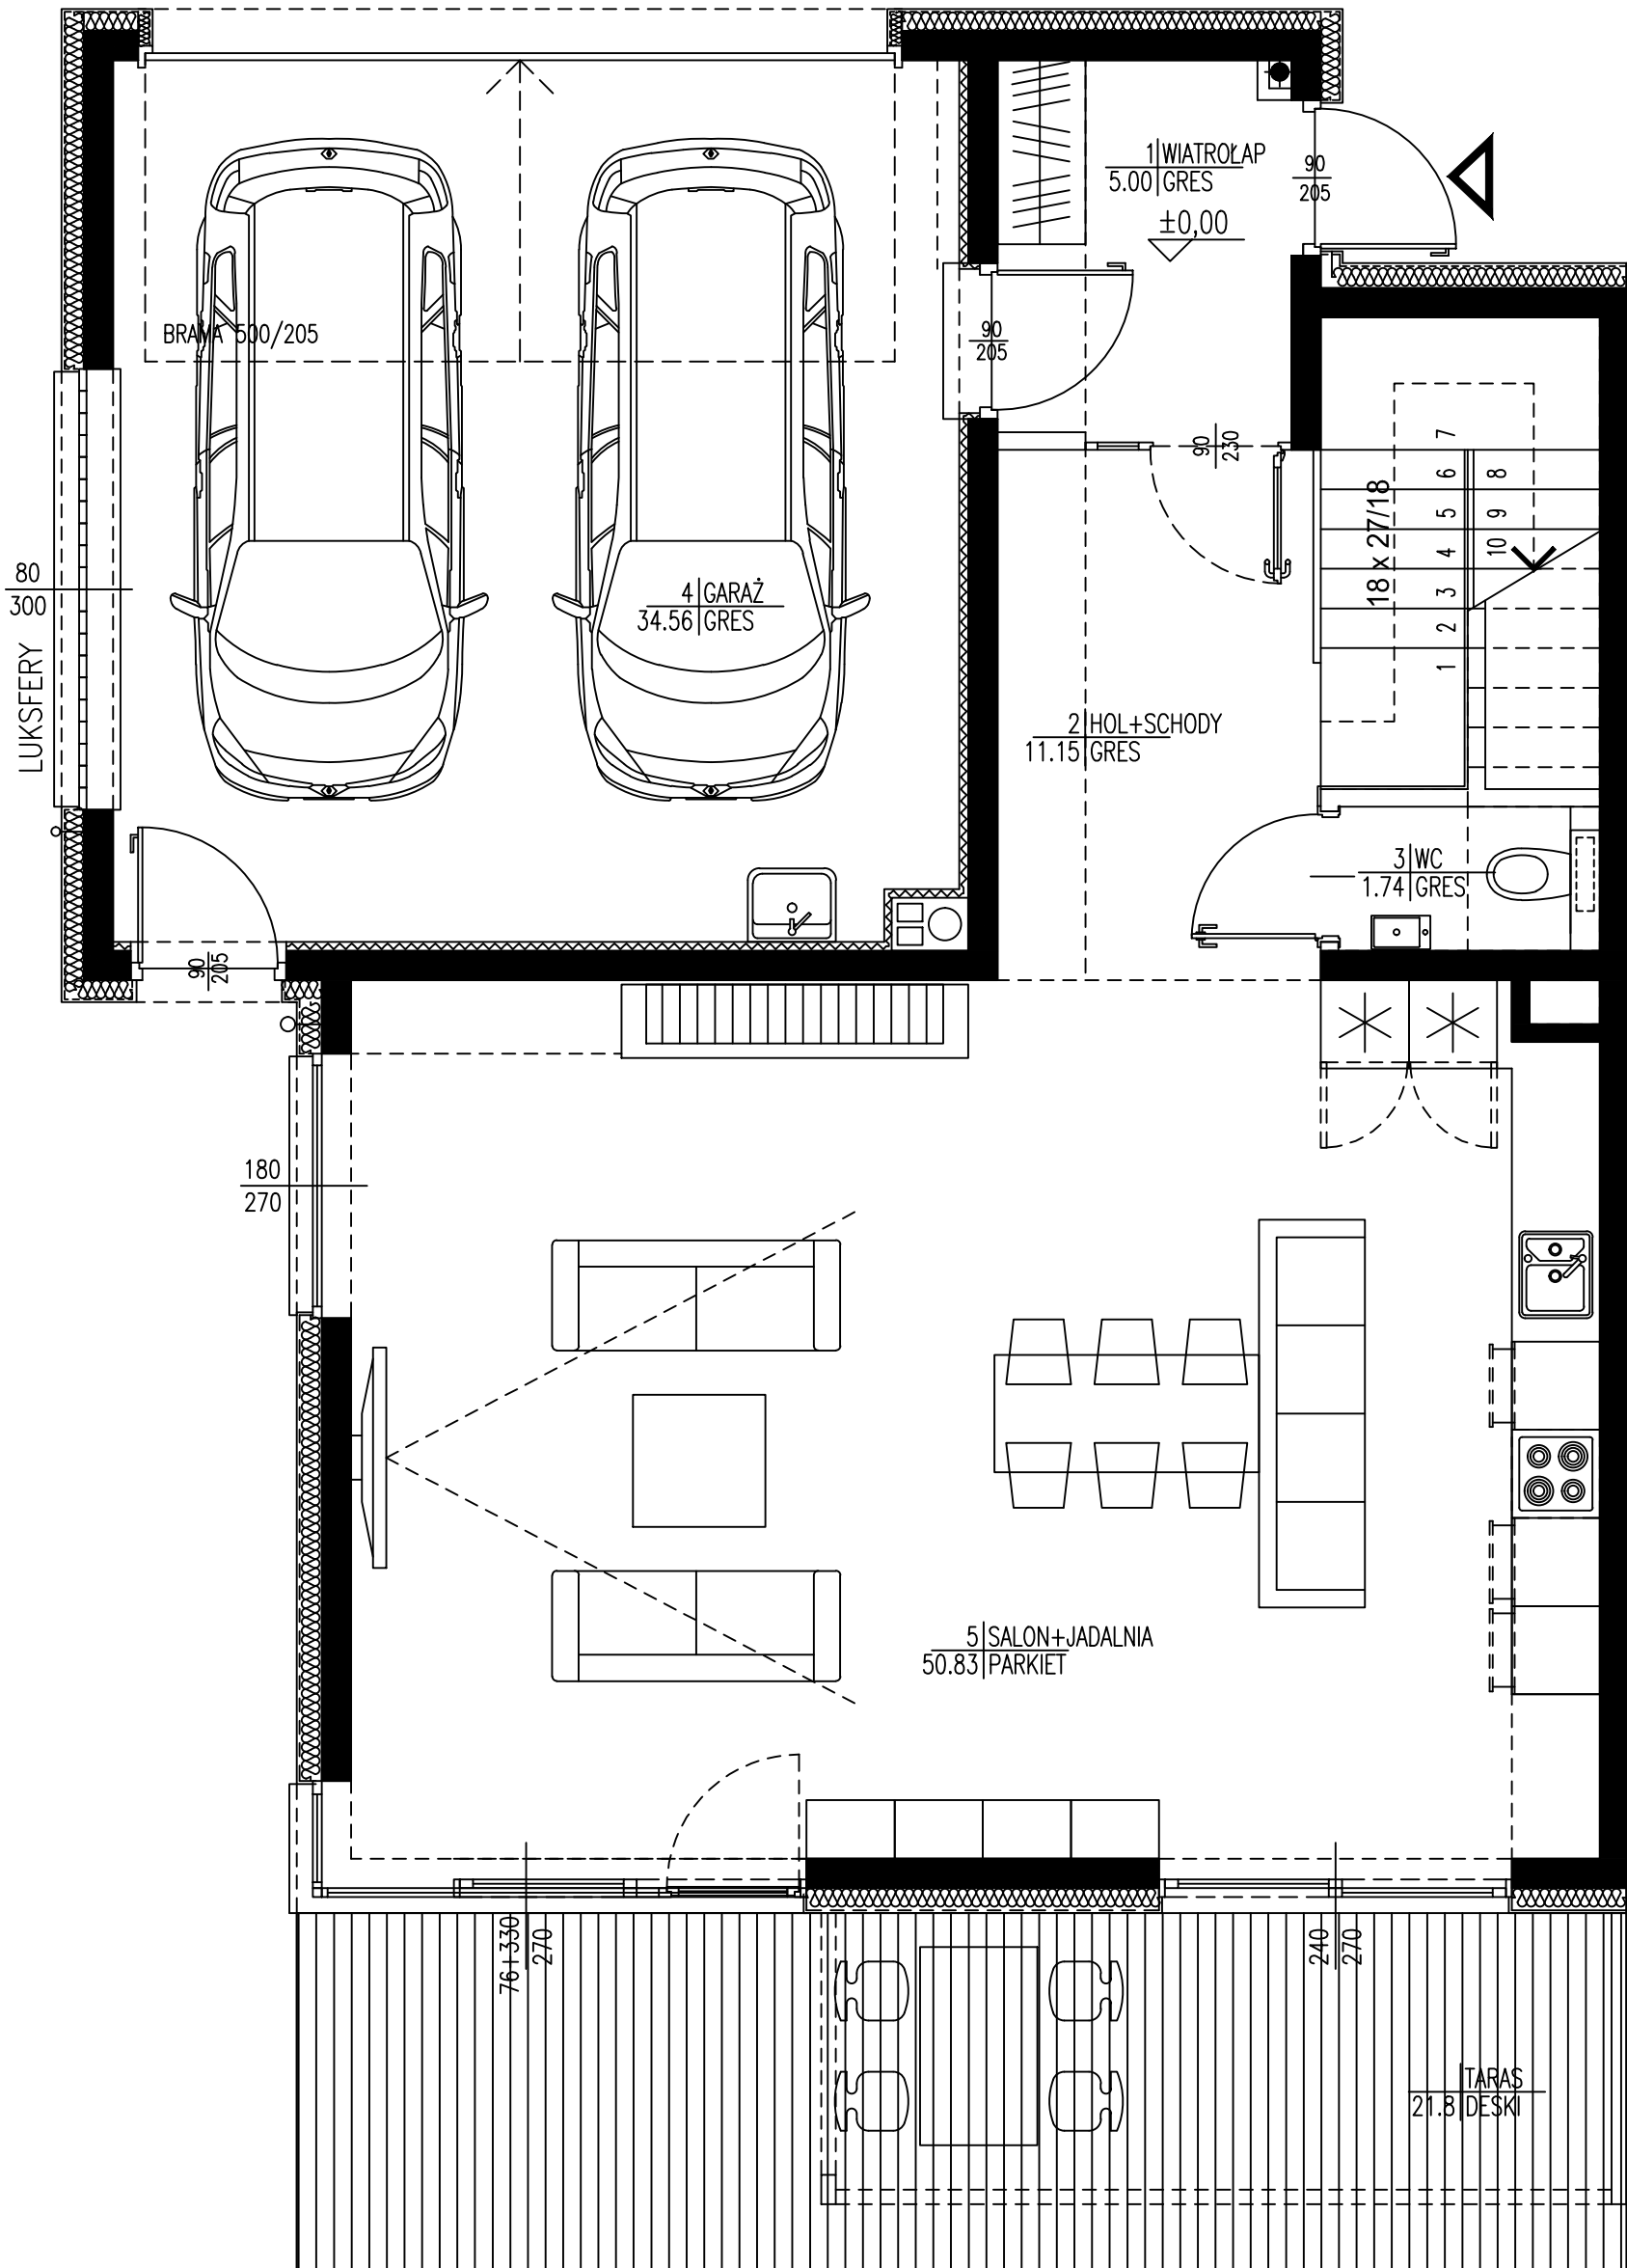 1 WIATROŁAP
5.00 GRES
±0,00
90
205
BRAMA 500/205
90
205
90
230
7
6
5
4
3
2
1
8
9
10
18 x 27/18
80
300
LUKSFERY
4 GARAŻ
34.56 GRES
2 HOL+SCHODY
11.15 GRES
3 WC
1.74 GRES
90
205
180
270
5 SALON+JADALNIA
50.83 PARKIET
76+330
270
240
270
TARAS
21.8 DESKI